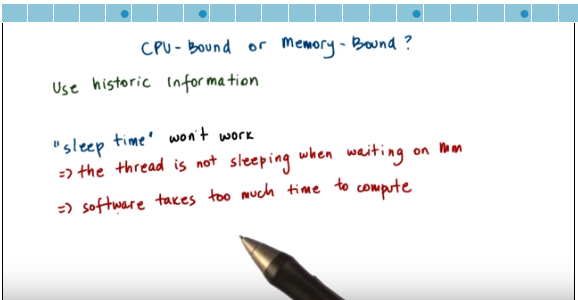 CPU-Bound or Memory-Bound?
Use historic information
"sleep time" won't work
=> the thread is not sleeping when waiting on mm
=> software takes too much time to compute